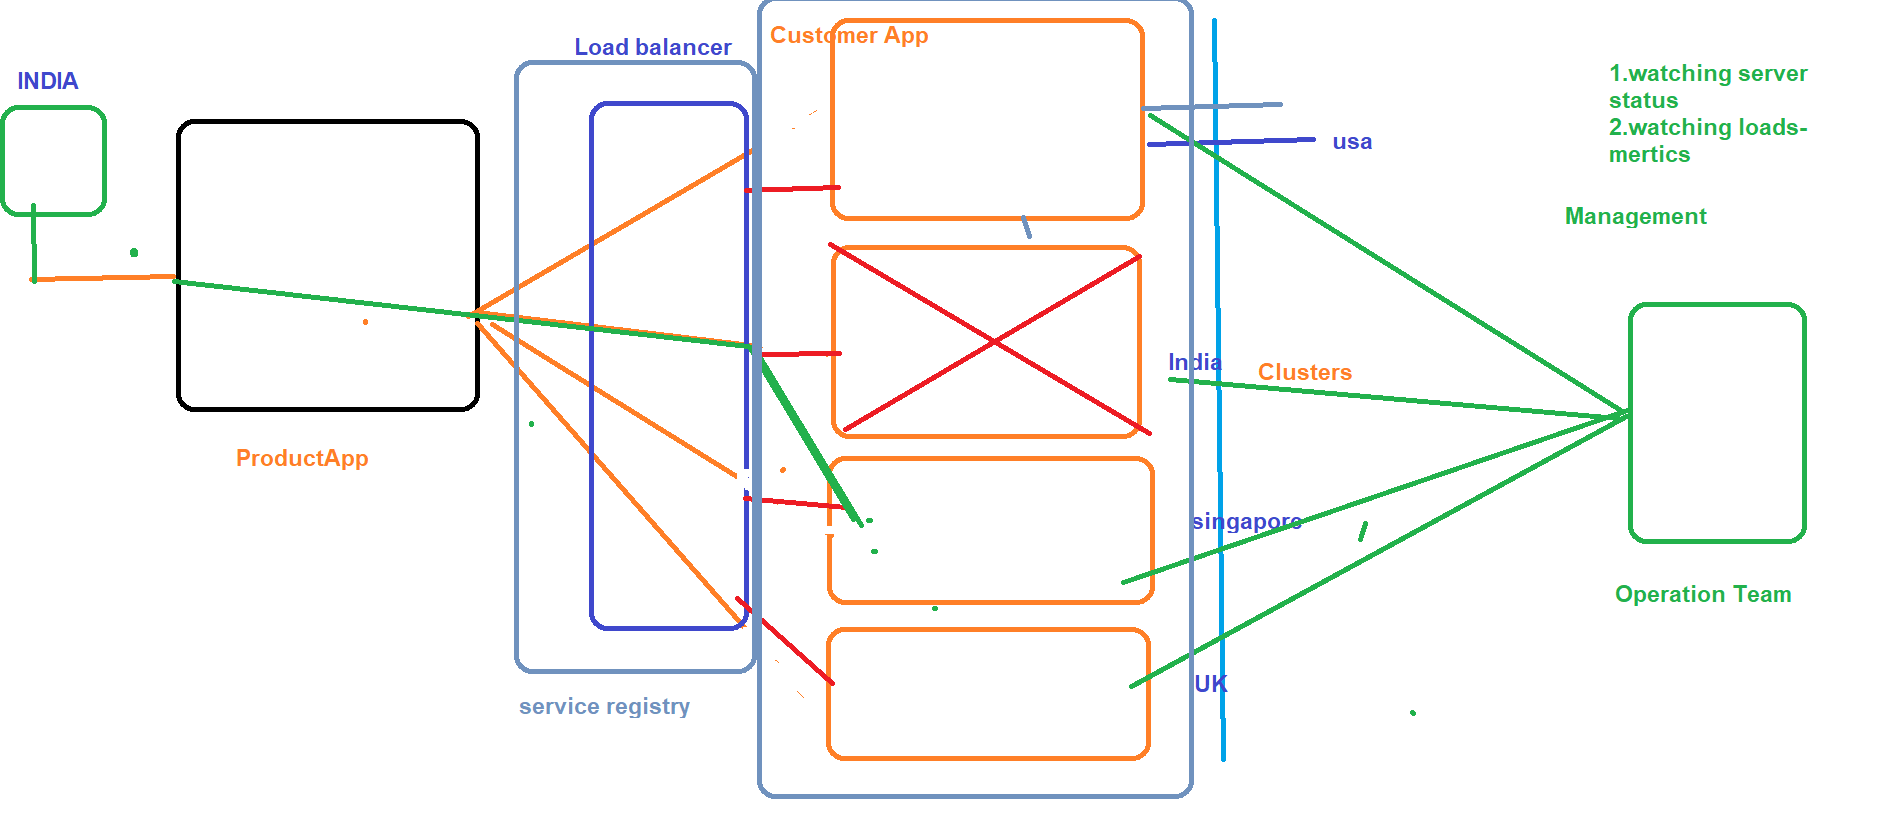 INDIA
Load balancer
Customer App
1.watching server
status
2.watching loads-
mertics
usa
Management
India
Clusters
ProductApp
singapore
Operation Team
UK
service registry